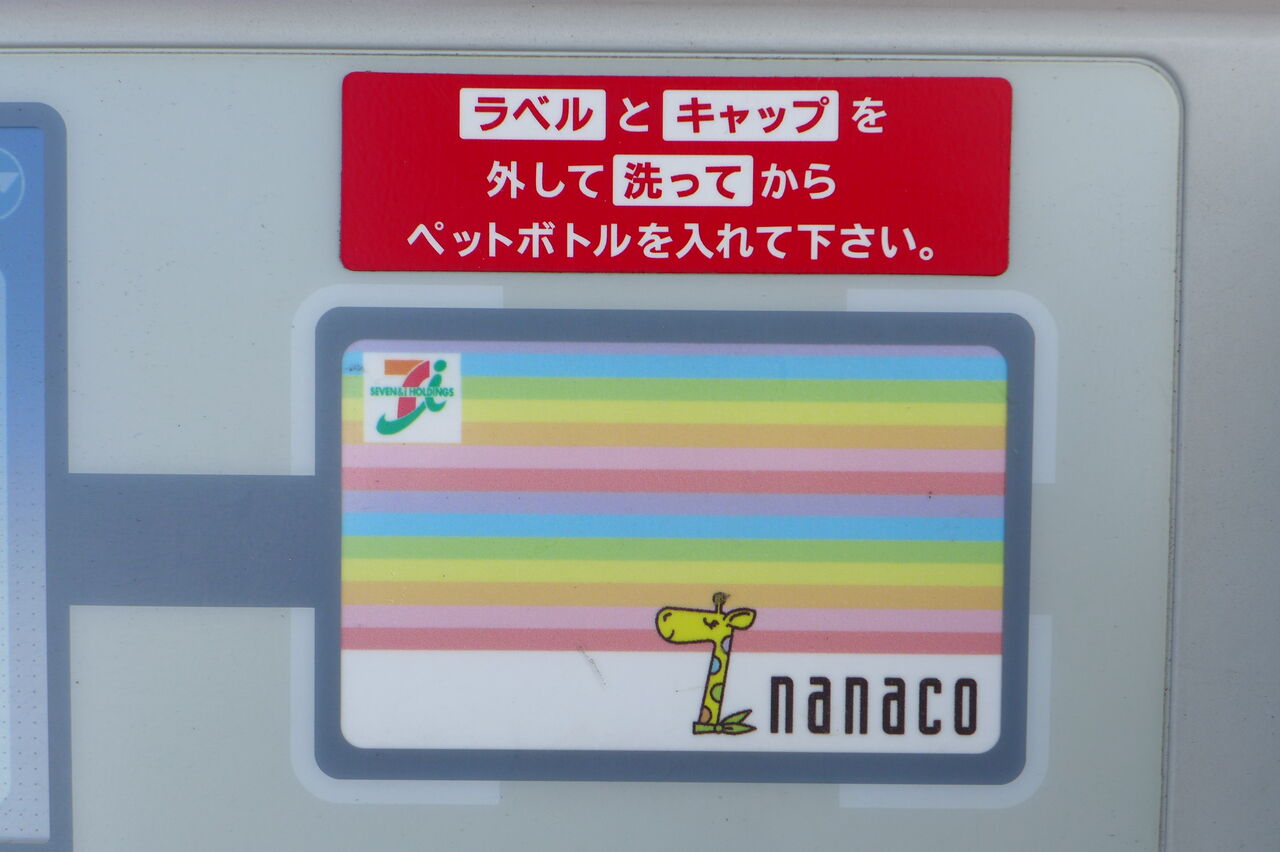 ラベルとキャップを
外して洗ってから
ペットボトルを入れて下さい。
SEVEN&i HOLDINGS
nanaco